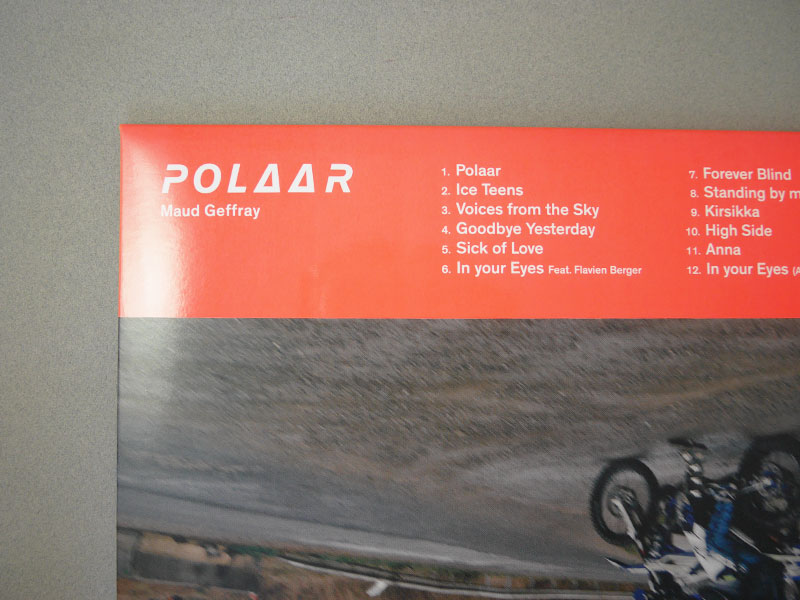 POLAAR
Maud Geffray
1. Polaar
2. Ice Teens
3. Voices from the Sky
4. Goodbye Yesterday
5. Sick of Love
6. In your Eyes Feat. Flavien Berger
7. Forever Blind
8. Standing by
9. Kirsikka
10. High Side
11. Anna
12. In your Eyes